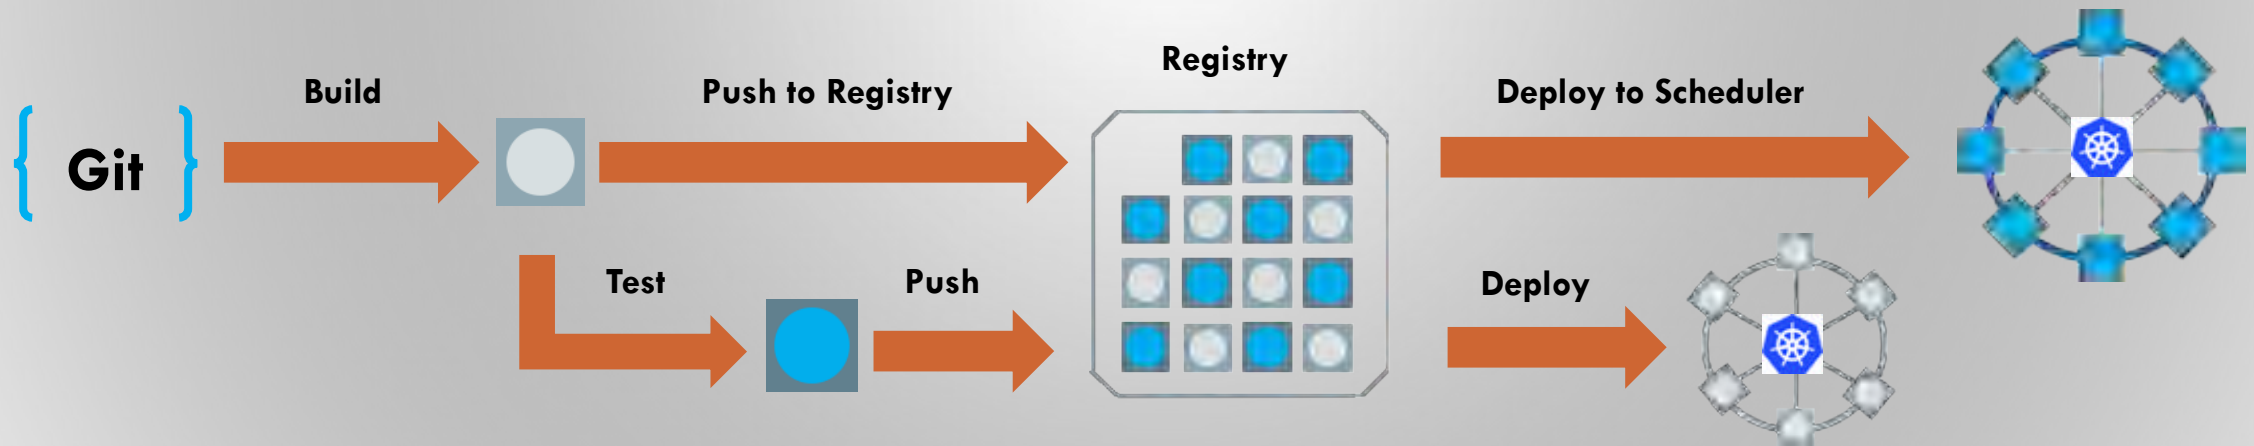 Registry
Build
Push to Registry
Deploy to Scheduler
{ Git }
Test
Push
Deploy